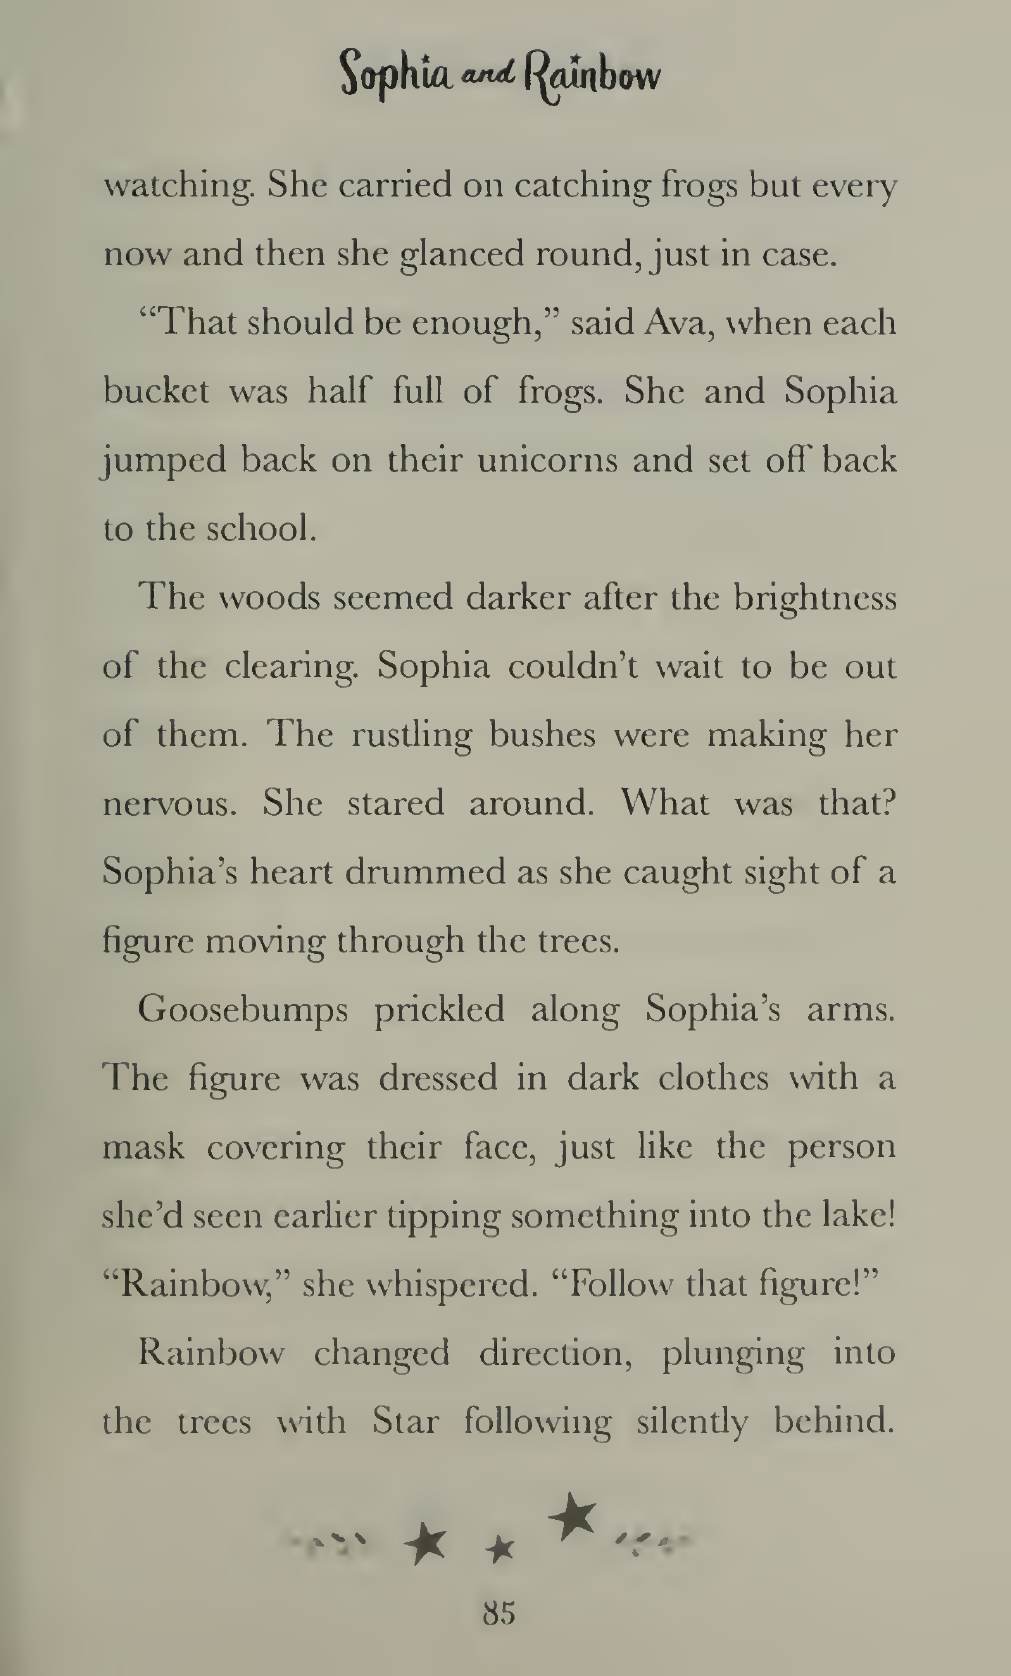 Sophia and Rainbow
watching. She carried on catching frogs but every
now and then she glanced round, just in case.
“That should be enough,” said Ava, when each
bucket was half full of frogs. She and Sophia
jumped back on their unicorns and set off back
to the school.
The woods seemed darker after the brightness
of the clearing. Sophia couldn’t wait to be out
of them. The rustling bushes were making her
nervous. She stared around. What was that?
Sophia’s heart drummed as she caught sight of a
figure moving through the trees.
Goosebumps prickled along Sophia’s arms.
The figure was dressed in dark clothes with a
mask covering their face, just like the person
she’d seen earlier tipping something into the lake!
“Rainbow,” she whispered. “Follow that figure!”
Rainbow changed direction, plunging into
the trees with Star following silently behind.
85